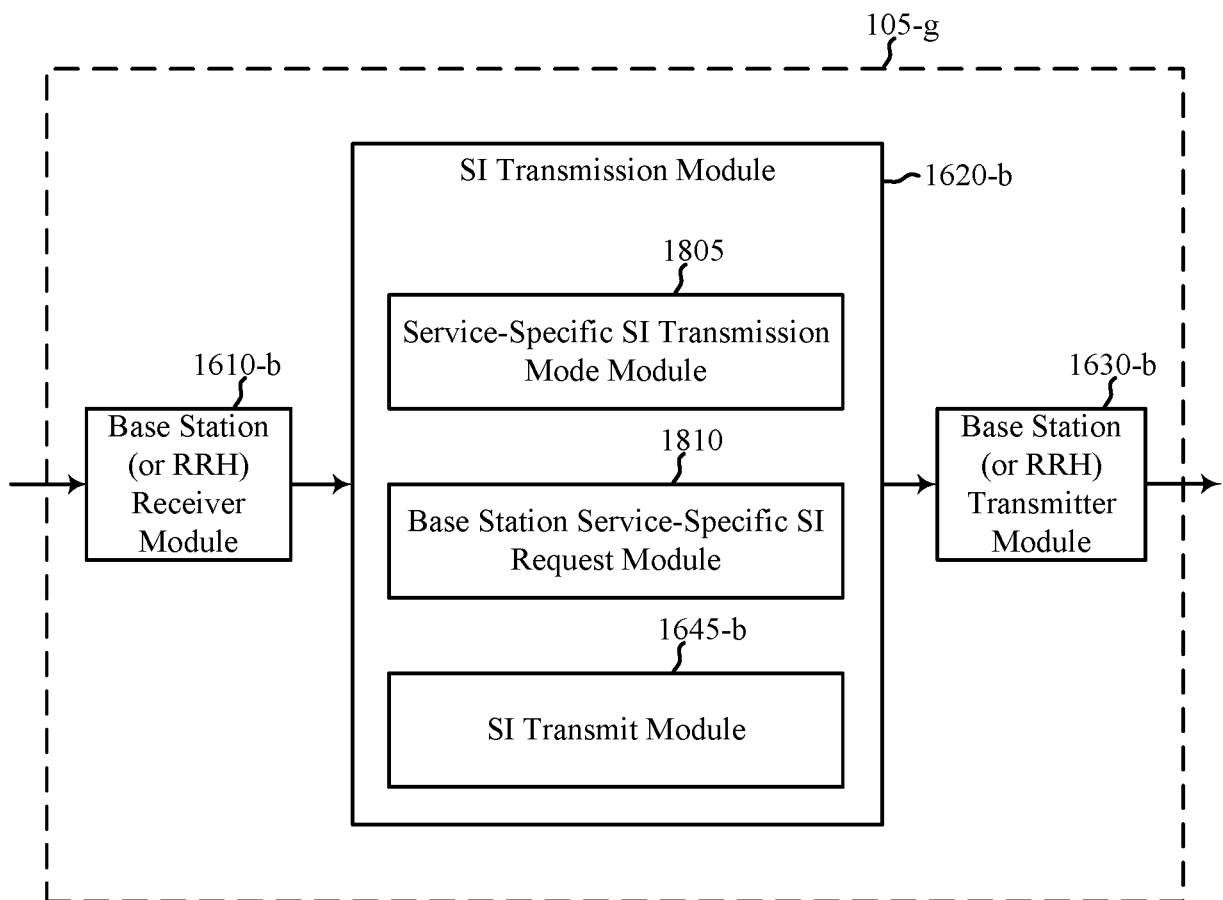 105-g
SI Transmission Module
1620-b
1805
Service-Specific SI Transmission
Mode Module
1610-b
Base Station
(or RRH)
Receiver
Module
1810
Base Station Service-Specific SI
Request Module
1630-b
Base Station
(or RRH)
Transmitter
Module
1645-b
SI Transmit Module